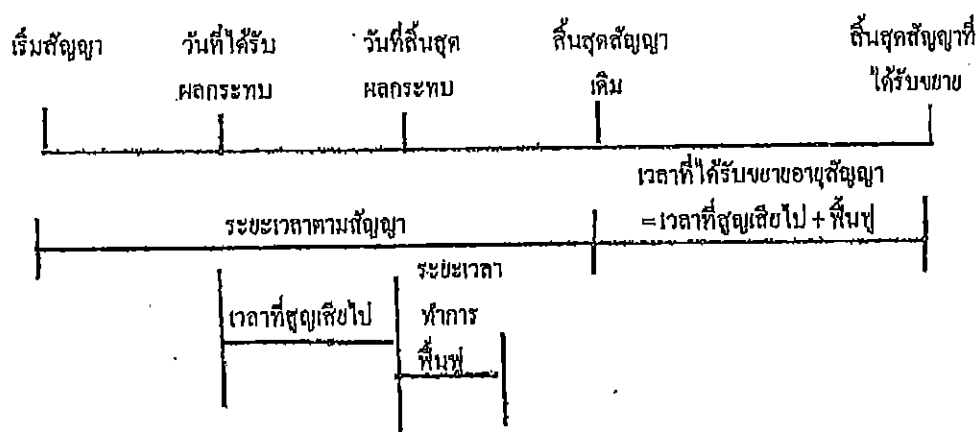 เริ่มสัญญา
วันที่ได้รับ
ผลกระทบ
วันที่สิ้นสุด
ผลกระทบ
สิ้นสุดสัญญา
เดิม
สิ้นสุดสัญญาที่
ได้รับขยาย
เวลาที่ได้รับขยายอายุสัญญา
=เวลาที่สูญเสียไป + ฟื้นฟู
ระยะเวลาตามสัญญา
เวลาที่สูญเสียไป
ระยะเวลา
ทำการ
ฟื้นฟู